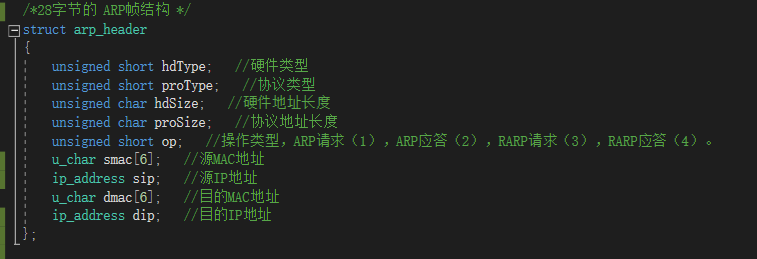 /*28字节的 ARP帧结构 */
struct arp_header
{
unsigned short hdType;   //硬件类型
unsigned short proType;   //协议类型
unsigned char hdSize;   //硬件地址长度
unsigned char proSize;   //协议地址长度
unsigned short op;   //操作类型，ARP请求（1），ARP应答（2），RARP请求（3），RARP应答（4）。
u_char smac[6];   //源MAC地址
ip_address sip;   //源IP地址
u_char dmac[6];   //目的MAC地址
ip_address dip;   //目的IP地址
};